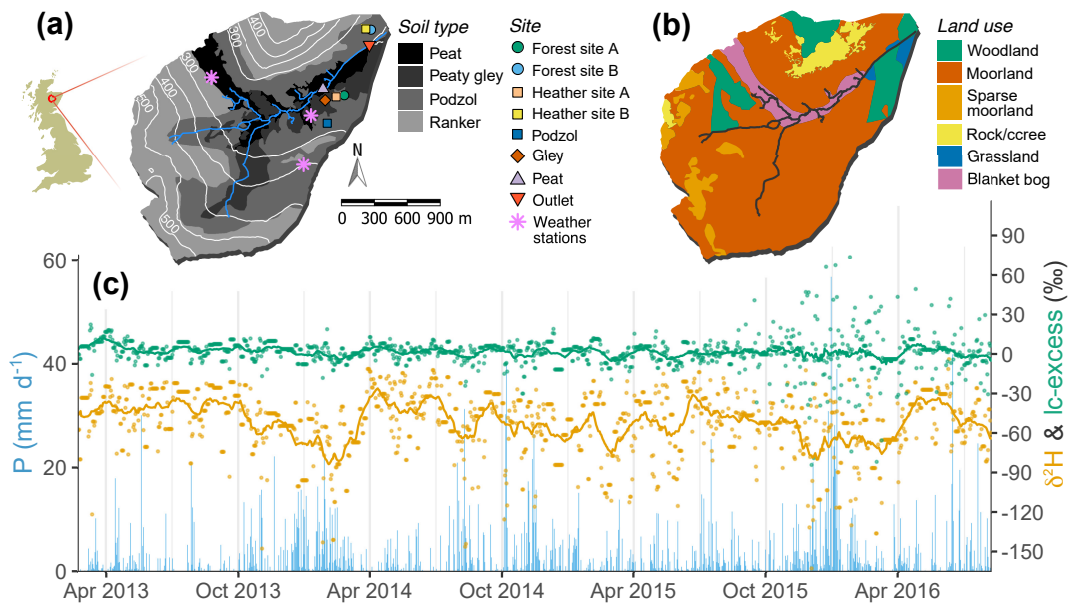 (a)
Soil type
Peat
Peaty gley
Podzol
Ranker
Site
Forest site A
Forest site B
Heather site A
Heather site B
Podzol
Gley
Peat
Outlet
Weather
stations
400
300
400
300
400
500
500
N
0 300 600 900 m
(b)
Land use
Woodland
Moorland
Sparse
moorland
Rock/ccree
Grassland
Blanket bog
(c)
P (mm d-1)
60
40
20
0
90
60
30
0
-30
-60
-90
-120
-150
δ2H & lc-excess (‰)
Apr 2013
Oct 2013
Apr 2014
Oct 2014
Apr 2015
Oct 2015
Apr 2016